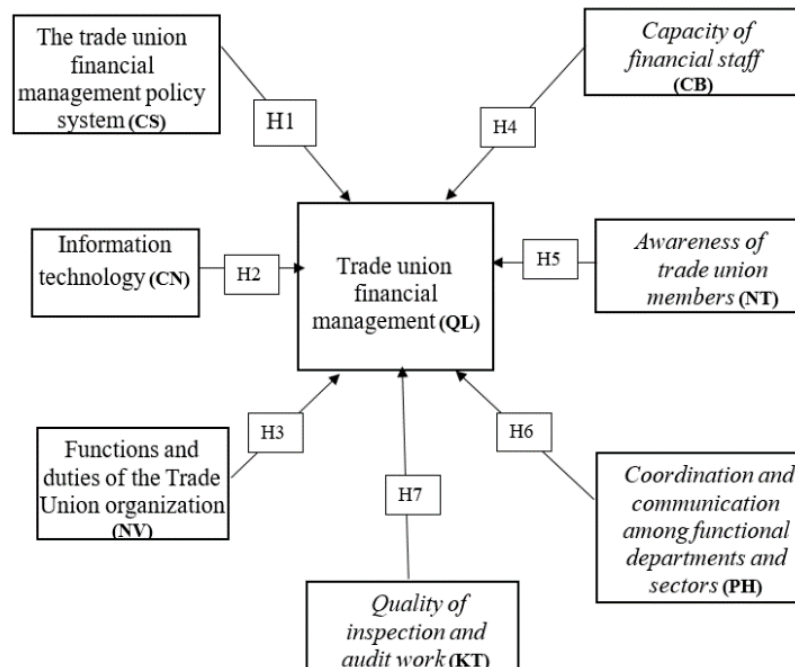 The trade union
financial
management policy
system (CS)
H1
Capacity of
financial staff
(CB)
H4
Information
technology (CN)
H2
Trade union
financial
management (QL)
H5
Awareness of
trade union
members (NT)
H3
Functions and
duties of the Trade
Union organization
(NV)
H6
Coordination and
communication
among functional
departments and
sectors (PH)
H7
Quality of
inspection and
audit work (KT)